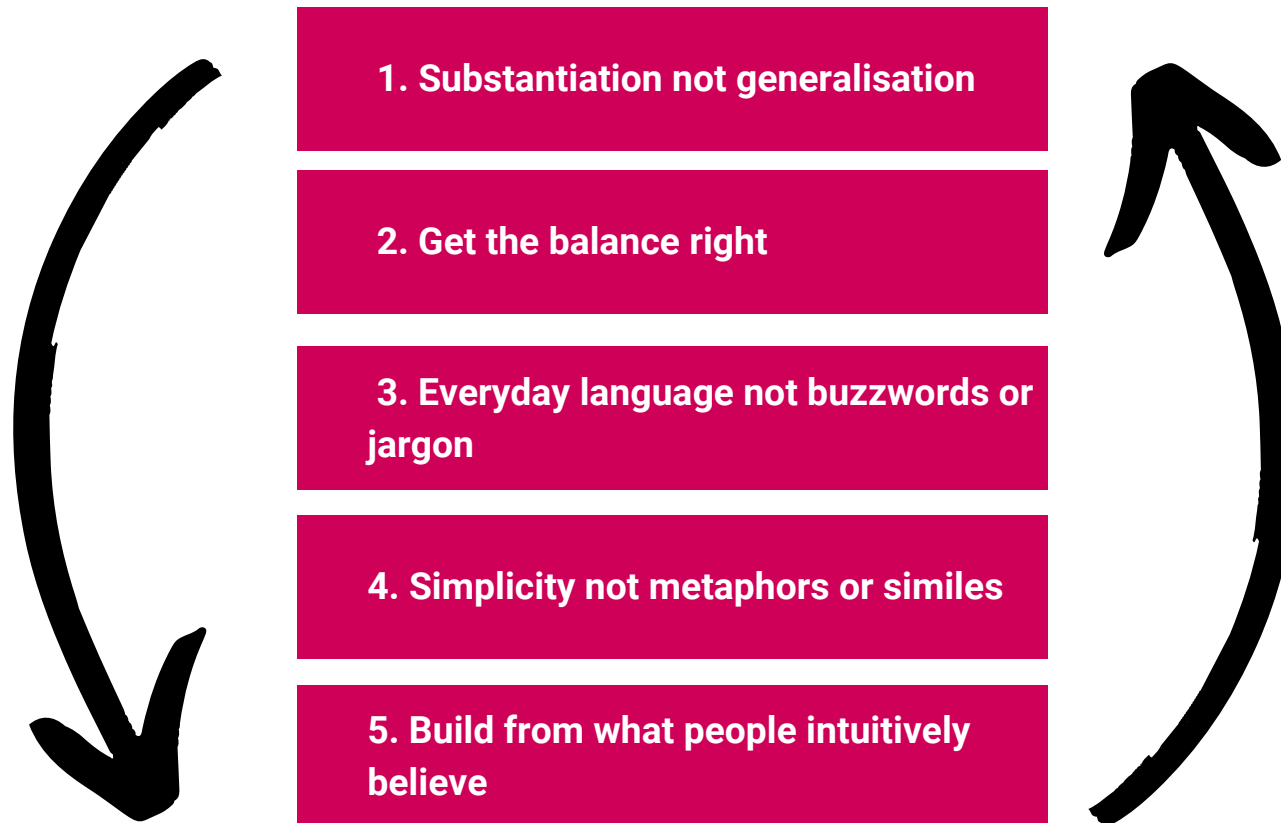 1. Substantiation not generalisation
2. Get the balance right
3. Everyday language not buzzwords or
jargon
4. Simplicity not metaphors or similes
5. Build from what people intuitively
believe